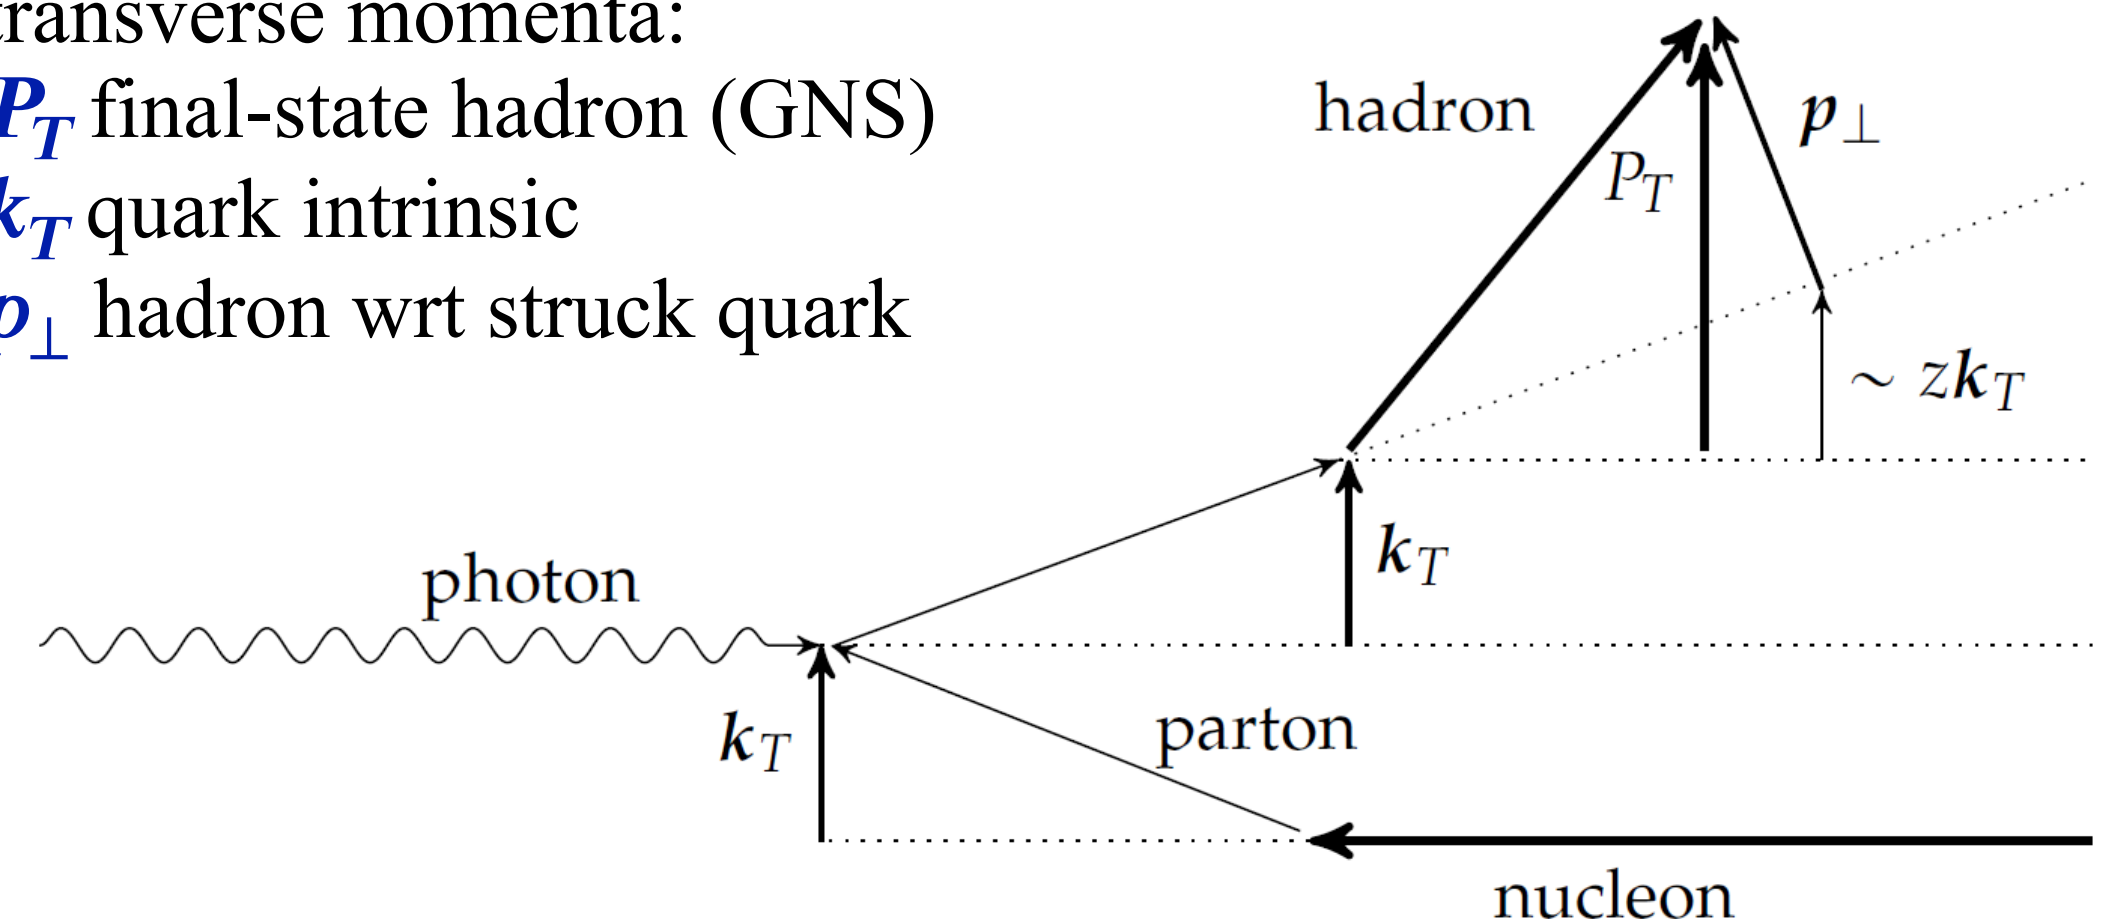 transverse momenta:
P_T final-state hadron (GNS)
k_T quark intrinsic
p_⊥ hadron wrt struck quark
hadron
P_T
p_⊥
∼ zk_T
k_T
photon
k_T
parton
nucleon